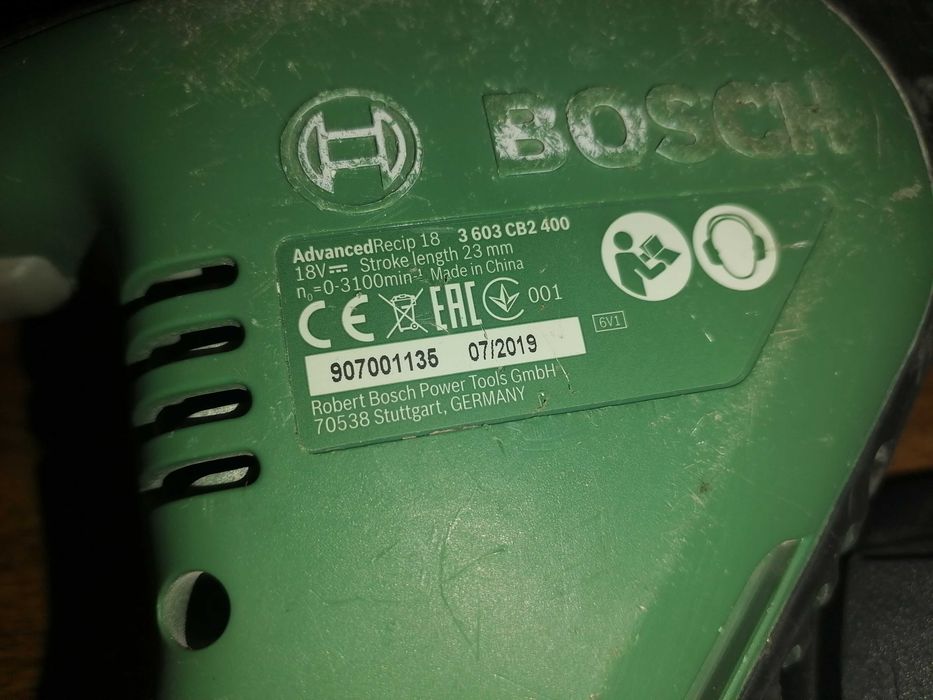 BOSCH
AdvancedRecip 18 3 603 CB2 400
18V⎓ Stroke length 23 mm
n₀=0-3100min⁻¹ Made in China
CE EAC 001
6V1
907001135 07/2019
Robert Bosch Power Tools GmbH
70538 Stuttgart, GERMANY